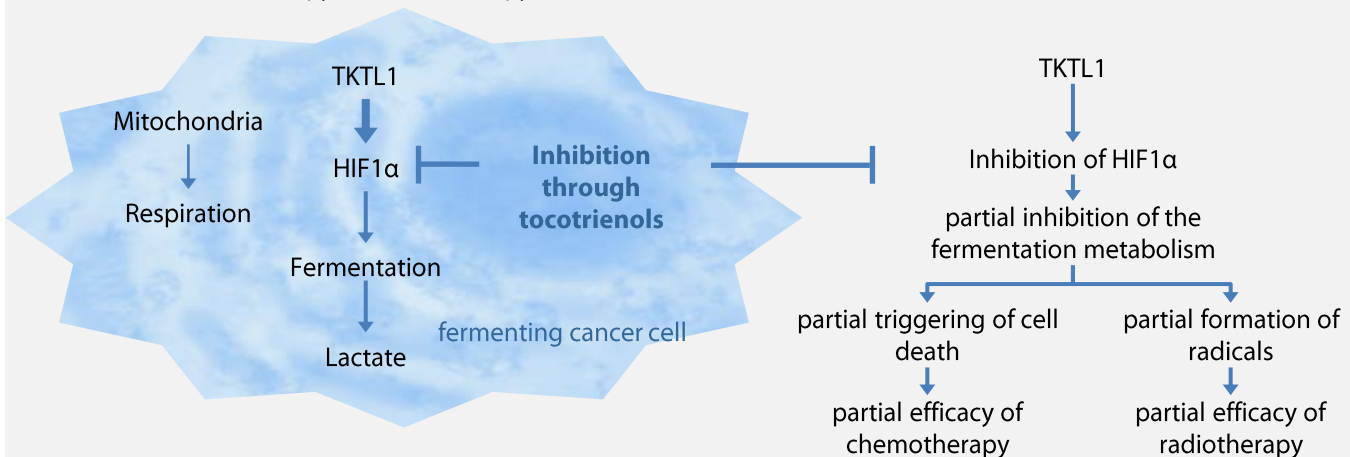 TKTL1
Mitochondria
HIF1α
Respiration
Fermentation
Lactate
Inhibition
through
tocotrienols
fermenting cancer cell
TKTL1
Inhibition of HIF1α
partial inhibition of the
fermentation metabolism
partial triggering of cell
death
partial efficacy of
chemotherapy
partial formation of
radicals
partial efficacy of
radiotherapy